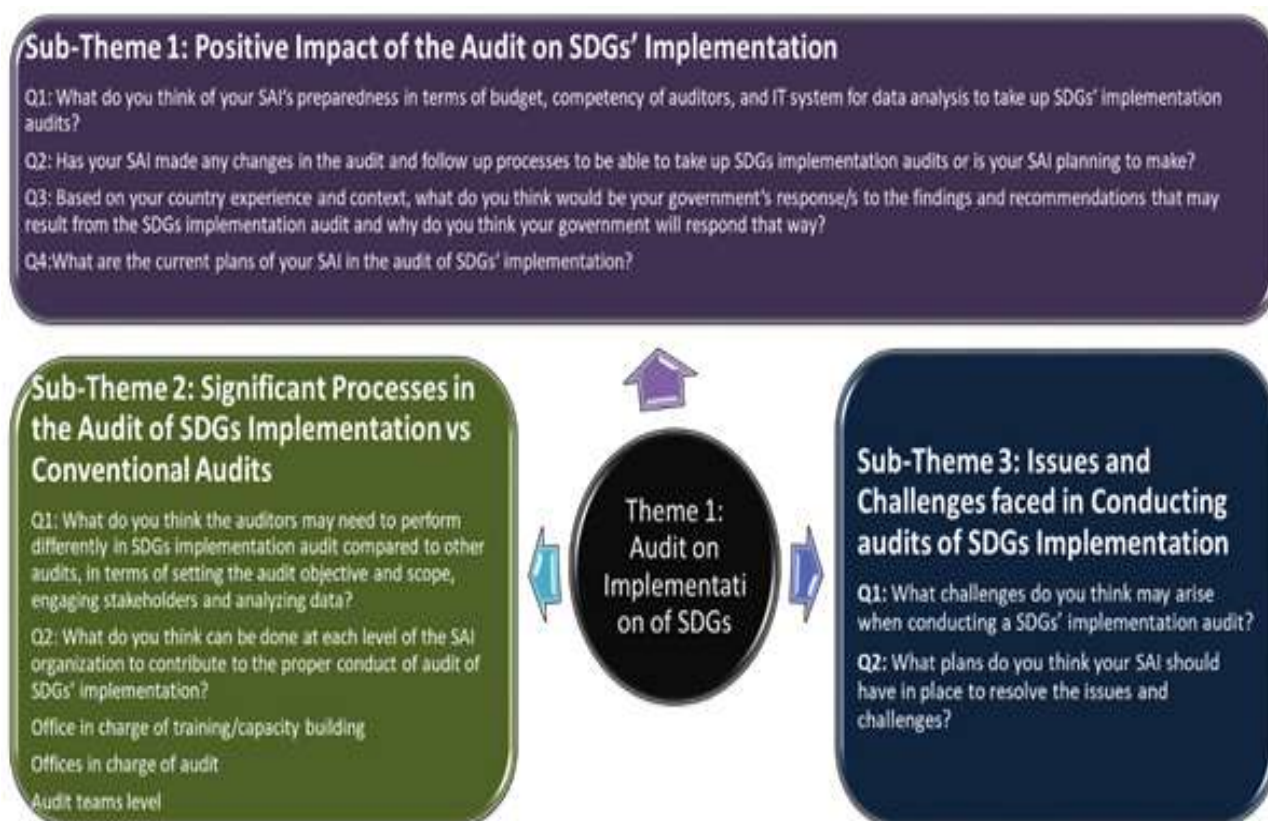 Sub-Theme 1: Positive Impact of the Audit on SDGs' Implementation
Q1: What do you think of your SAI's preparedness in terms of budget, competency of auditors, and IT system for data analysis to take up SDGs' implementation
audits?
Q2: Has your SAI made any changes in the audit and follow up processes to be able to take up SDGs implementation audits or is your SAI planning to make?
Q3: Based on your country experience and context, what do you think would be your government's response/s to the findings and recommendations that may
result from the SDGs implementation audit and why do you think your government will respond that way?
Q4:What are the current plans of your SAI in the audit of SDGs' implementation?
Sub-Theme 2: Significant Processes in
the Audit of SDGs Implementation vs
Conventional Audits
Q1: What do you think the auditors may need to perform
differently in SDGs implementation audit compared to other
audits, in terms of setting the audit objective and scope,
engaging stakeholders and analyzing data?
Q2: What do you think can be done at each level of the SAI
organization to contribute to the proper conduct of audit of
SDGs' implementation?
Office in charge of training/capacity building
Offices in charge of audit
Audit teams level
Theme 1:
Audit on
Implementati
on of SDGs
Sub-Theme 3: Issues and
Challenges faced in Conducting
audits of SDGs Implementation
Q1: What challenges do you think may arise
when conducting a SDGs' implementation audit?
Q2: What plans do you think your SAI should
have in place to resolve the issues and
challenges?